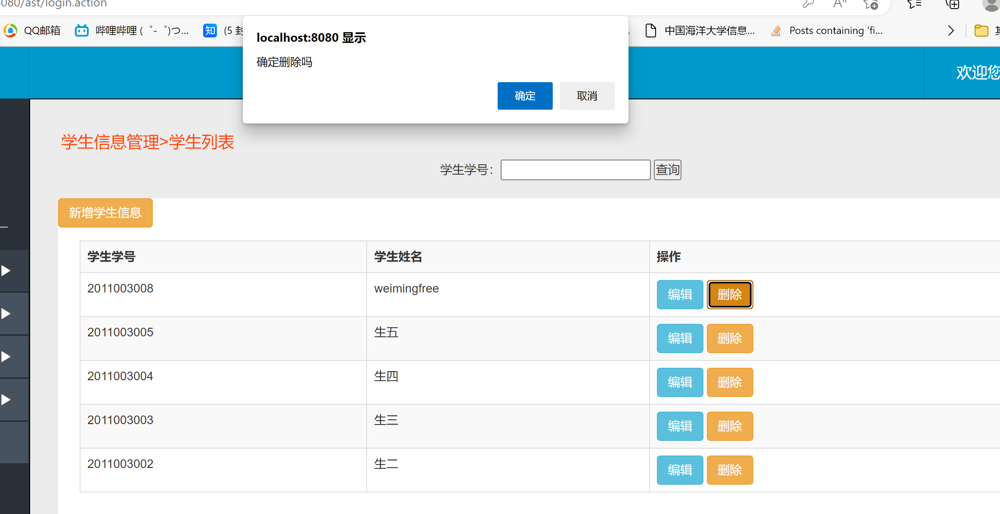 080/ast/login.action
QQ邮箱
哔哩哔哩 (゜-゜)つ...
知 (5 封
中国海洋大学信息...
Posts containing 'fi...
localhost:8080 显示
确定删除吗
确定 取消
欢迎您
学生信息管理>学生列表
学生学号： 查询
新增学生信息
学生学号 学生姓名 操作
2011003008 weimingfree 编辑 删除
2011003005 生五 编辑 删除
2011003004 生四 编辑 删除
2011003003 生三 编辑 删除
2011003002 生二 编辑 删除